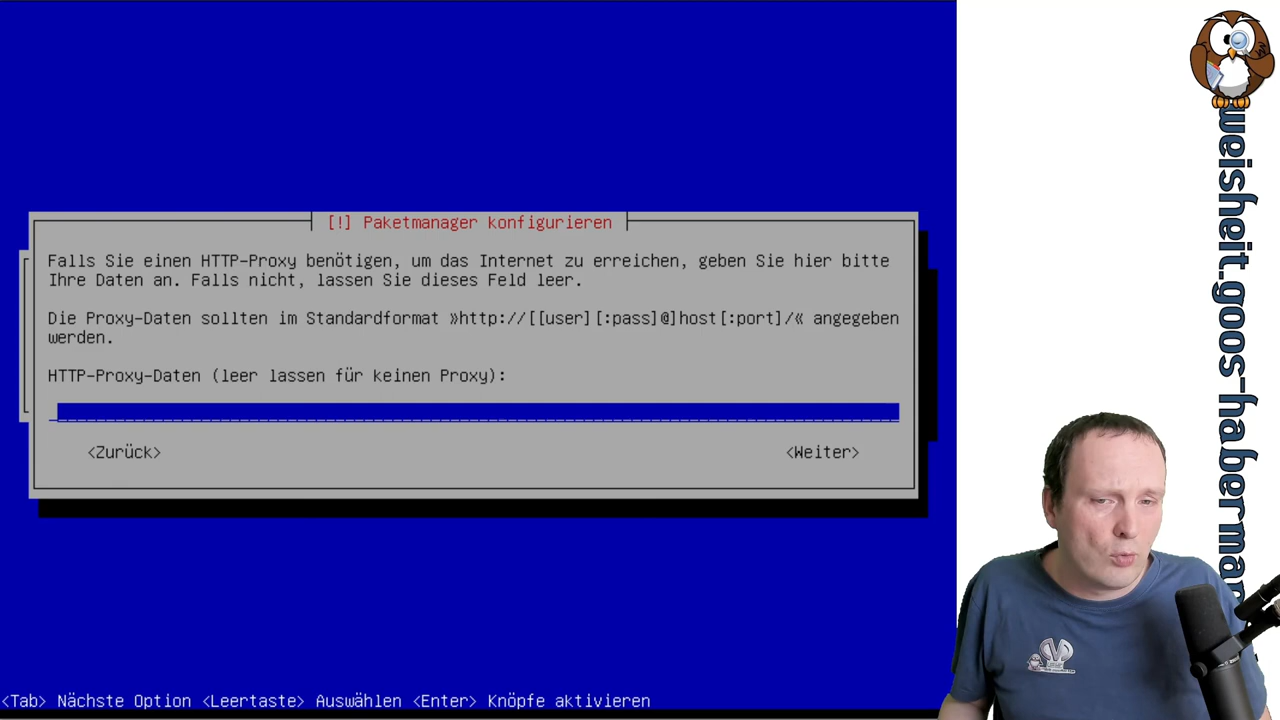 [!] Paketmanager konfigurieren
Falls Sie einen HTTP-Proxy benötigen, um das Internet zu erreichen, geben Sie hier bitte
Ihre Daten an. Falls nicht, lassen Sie dieses Feld leer.
Die Proxy-Daten sollten im Standardformat »http://[[user][:pass]@]host[:port]/« angegeben
werden.
HTTP-Proxy-Daten (leer lassen für keinen Proxy):
<Zurück>
<Weiter>
<Tab> Nächste Option <Leertaste> Auswählen <Enter> Knöpfe aktivieren
weisheit.goos-haberman